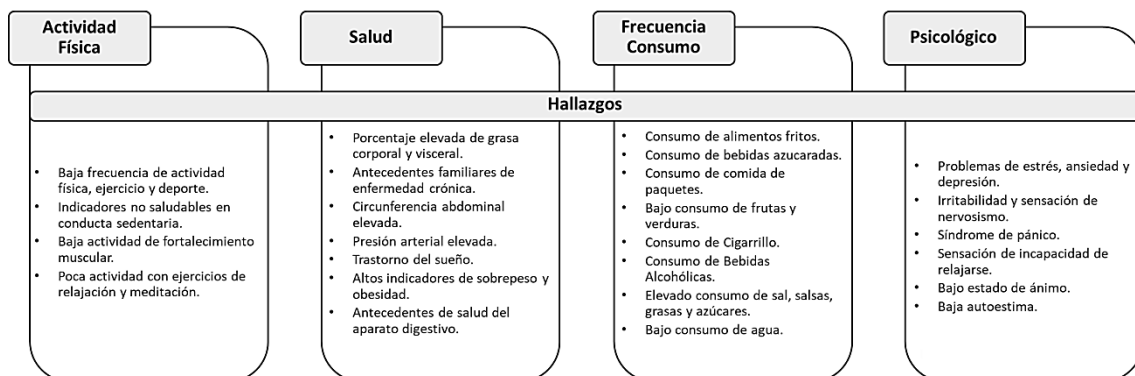 Actividad
Física
Salud
Frecuencia
Consumo
Psicológico
Hallazgos
• Baja frecuencia de actividad
física, ejercicio y deporte.
• Indicadores no saludables en
conducta sedentaria.
• Baja actividad de fortalecimiento
muscular.
• Poca actividad con ejercicios de
relajación y meditación.
• Porcentaje elevada de grasa
corporal y visceral.
• Antecedentes familiares de
enfermedad crónica.
• Circunferencia abdominal
elevada.
• Presión arterial elevada.
• Trastorno del sueño.
• Altos indicadores de sobrepeso y
obesidad.
• Antecedentes de salud del
aparato digestivo.
• Consumo de alimentos fritos.
• Consumo de bebidas azucaradas.
• Consumo de comida de
paquetes.
• Bajo consumo de frutas y
verduras.
• Consumo de Cigarrillo.
• Consumo de Bebidas
Alcohólicas.
• Elevado consumo de sal, salsas,
grasas y azúcares.
• Bajo consumo de agua.
• Problemas de estrés, ansiedad y
depresión.
• Irritabilidad y sensación de
nerviosismo.
• Síndrome de pánico.
• Sensación de incapacidad de
relajarse.
• Bajo estado de ánimo.
• Baja autoestima.